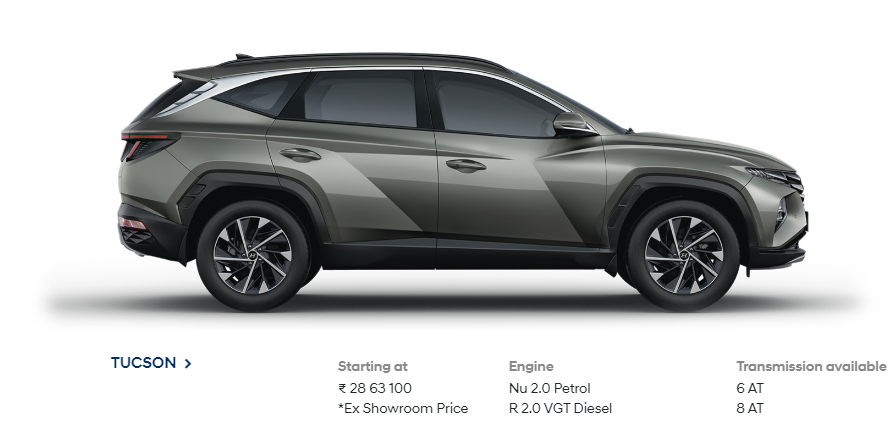 TUCSON
Starting at
₹ 28 63 100
*Ex Showroom Price
Engine
Nu 2.0 Petrol
R 2.0 VGT Diesel
Transmission available
6 AT
8 AT